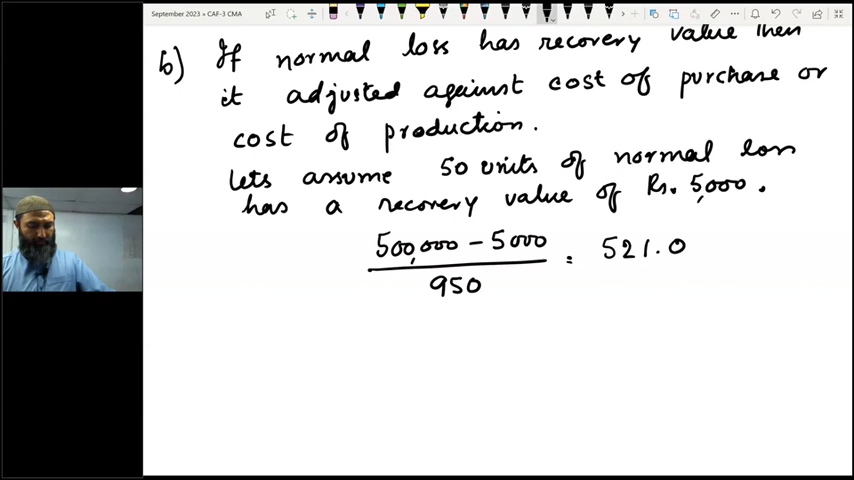 September 2023 » CAF-3 CMA
b) If normal loss has recovery value then
it adjusted against cost of purchase or
cost of production.
lets assume 50 units of normal loss
has a recovery value of Rs. 5,000.
500,000 - 5000
950
= 521.0